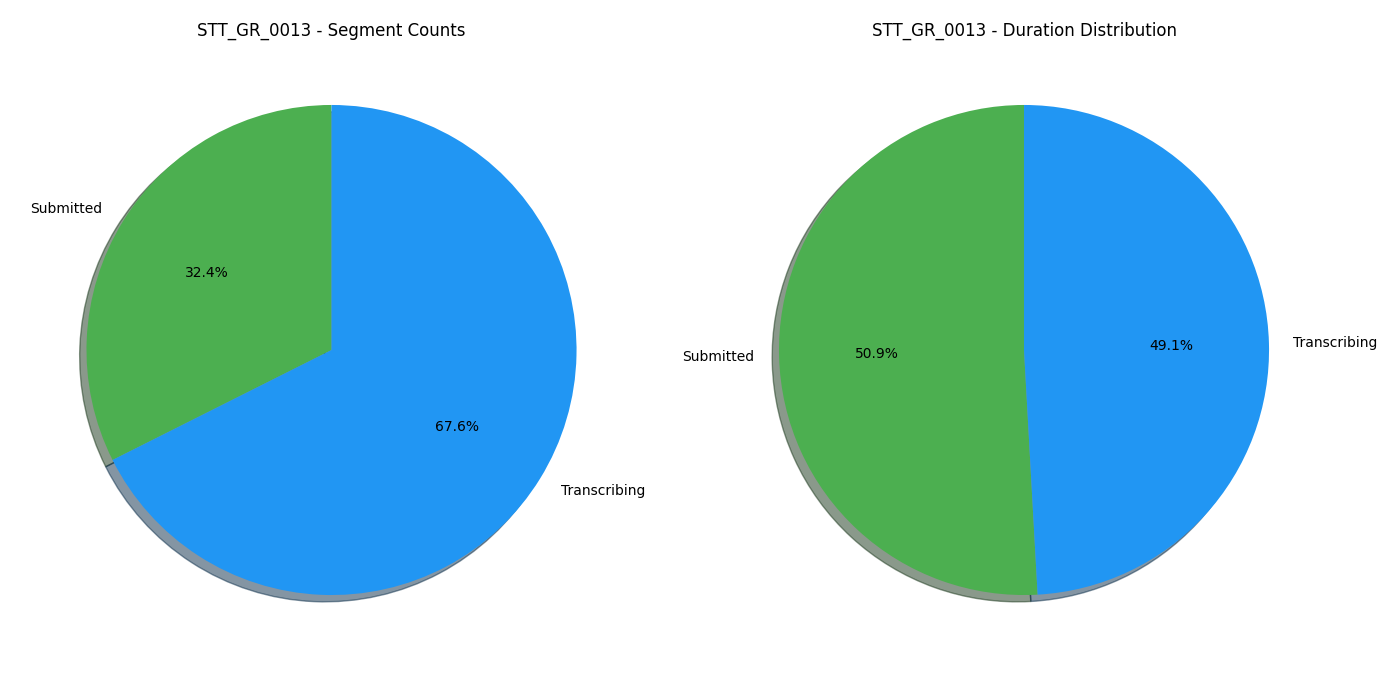 STT_GR_0013 - Segment Counts
Submitted
32.4%
67.6%
Transcribing
STT_GR_0013 - Duration Distribution
Submitted
50.9%
49.1%
Transcribing